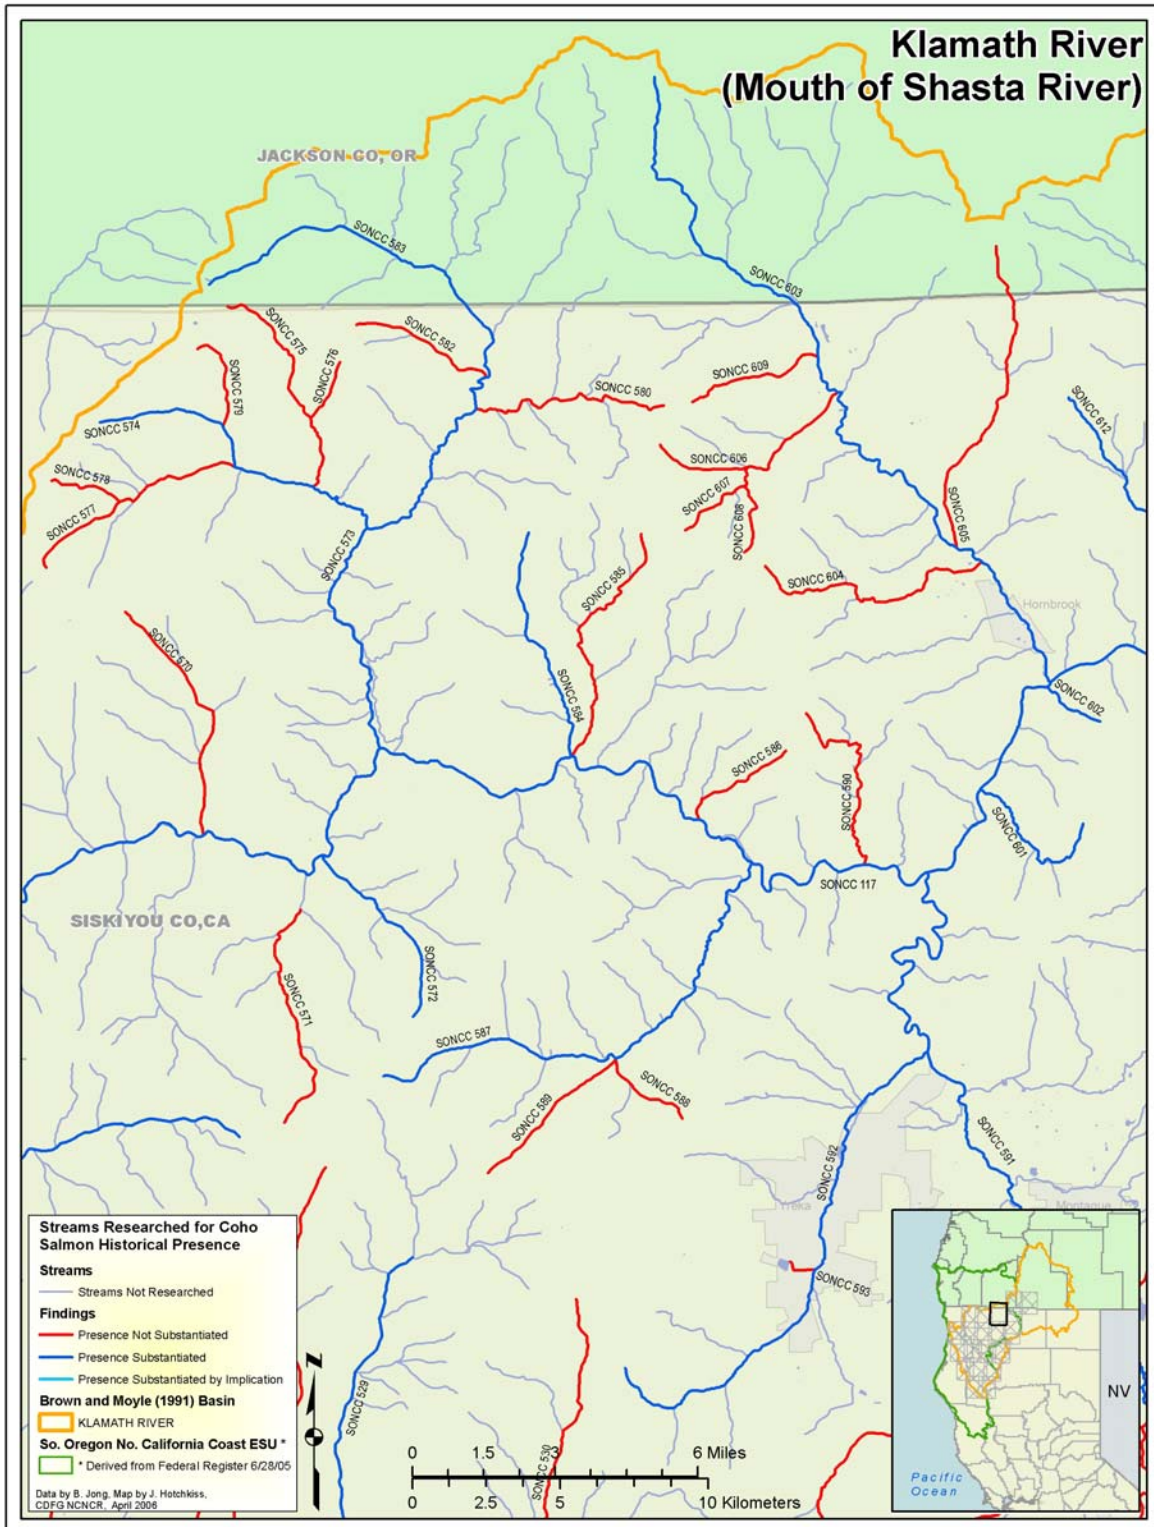 Klamath River
(Mouth of Shasta River)
JACKSON CO, OR
SONCC 583
SONCC 603
SONCC 575
SONCC 582
SONCC 576
SONCC 579
SONCC 609
SONCC 580
SONCC 574
SONCC 612
SONCC 606
SONCC 578
SONCC 607
SONCC 577
SONCC 608
SONCC 605
SONCC 573
SONCC 585
SONCC 604
Hornbrook
SONCC 570
SONCC 584
SONCC 602
SONCC 586
SONCC 590
SONCC 601
SONCC 117
SISKIYOU CO,CA
SONCC 572
SONCC 571
SONCC 587
SONCC 588
SONCC 589
SONCC 592
SONCC 591
Yreka
Montague
SONCC 593
SONCC 529
SONCC 530
Streams Researched for Coho
Salmon Historical Presence
Streams
Streams Not Researched
Findings
Presence Not Substantiated
Presence Substantiated
Presence Substantiated by Implication
Brown and Moyle (1991) Basin
KLAMATH RIVER
So. Oregon No. California Coast ESU *
* Derived from Federal Register 6/28/05
Data by B. Jong, Map by J. Hotchkiss,
CDFG NCNCR, April 2006
Z
0 1.5 3 6 Miles
0 2.5 5 10 Kilometers
NV
Pacific
Ocean